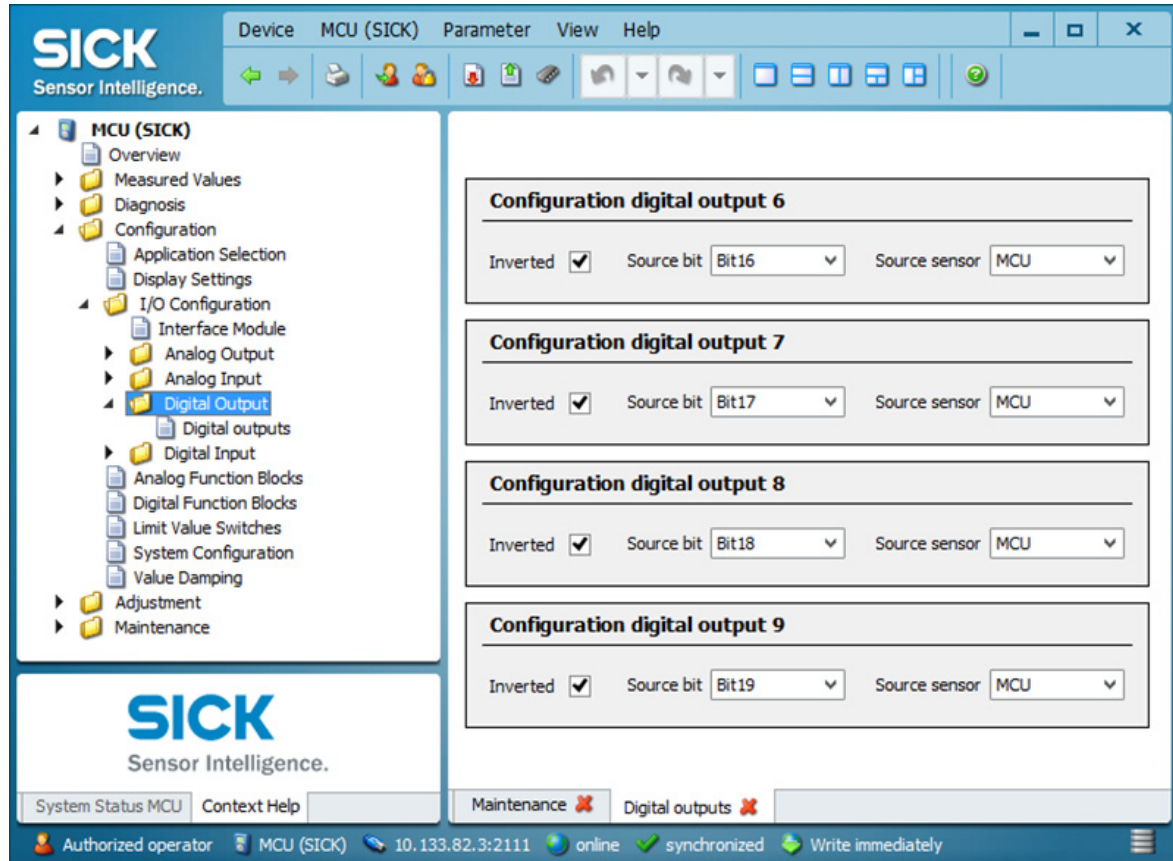 SICK
Sensor Intelligence.
Device MCU (SICK) Parameter View Help
MCU (SICK)
Overview
Measured Values
Diagnosis
Configuration
Application Selection
Display Settings
I/O Configuration
Interface Module
Analog Output
Analog Input
Digital Output
Digital outputs
Digital Input
Analog Function Blocks
Digital Function Blocks
Limit Value Switches
System Configuration
Value Damping
Adjustment
Maintenance
SICK
Sensor Intelligence.
System Status MCU Context Help
Configuration digital output 6
Inverted Source bit Bit16 Source sensor MCU
Configuration digital output 7
Inverted Source bit Bit17 Source sensor MCU
Configuration digital output 8
Inverted Source bit Bit18 Source sensor MCU
Configuration digital output 9
Inverted Source bit Bit19 Source sensor MCU
Maintenance Digital outputs
Authorized operator MCU (SICK) 10.133.82.3:2111 online synchronized Write immediately